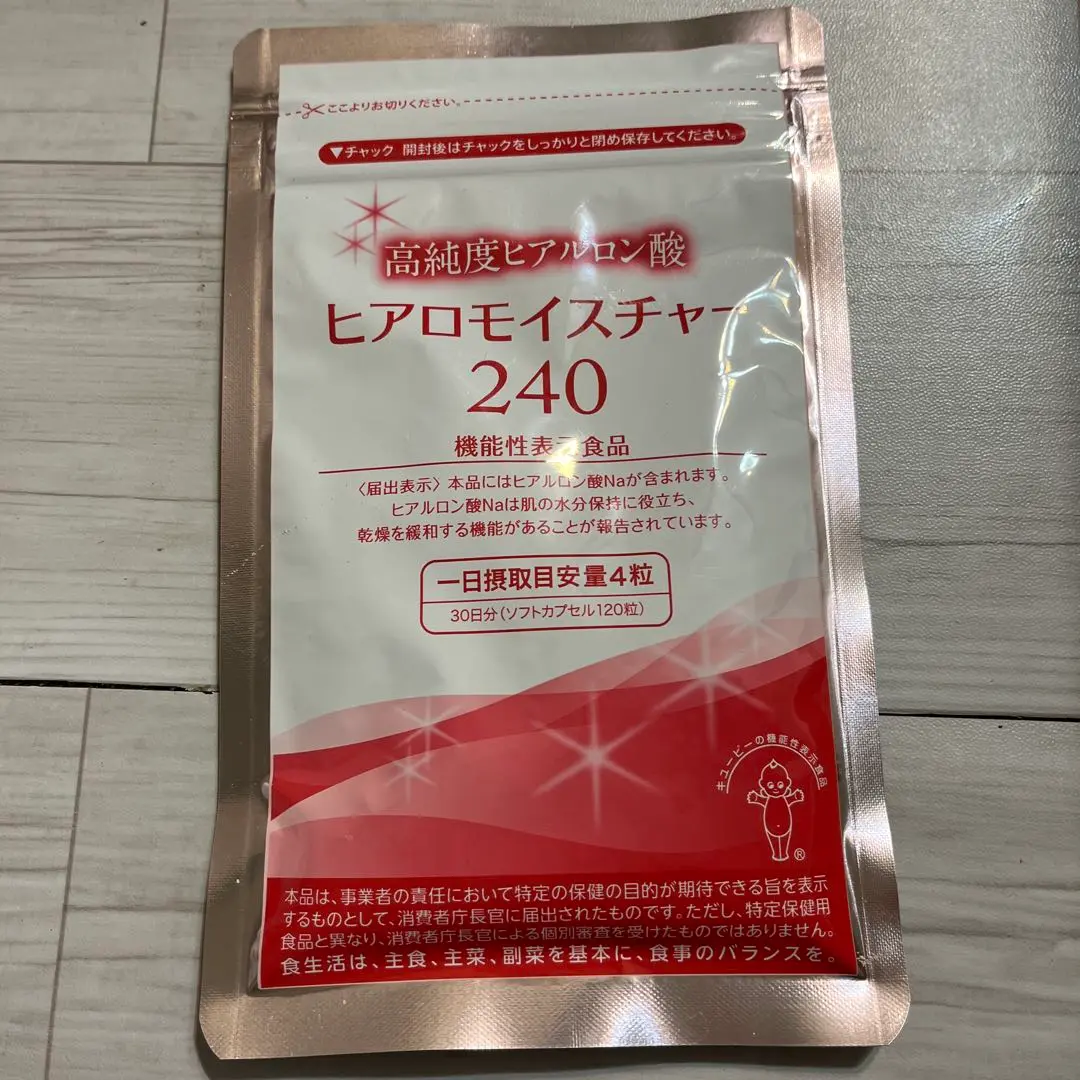 ここよりお切りください。
▼チャック 開封後はチャックをしっかりと閉め保存してください。
高純度ヒアルロン酸
ヒアロモイスチャー
240
機能性表示食品
〈届出表示〉本品にはヒアルロン酸Naが含まれます。
ヒアルロン酸Naは肌の水分保持に役立ち、
乾燥を緩和する機能があることが報告されています。
一日摂取目安量4粒
30日分(ソフトカプセル120粒)
キユーピーの機能性表示食品
®
本品は、事業者の責任において特定の保健の目的が期待できる旨を表示
するものとして、消費者庁長官に届出されたものです。ただし、特定保健用
食品と異なり、消費者庁長官による個別審査を受けたものではありません。
食生活は、主食、主菜、副菜を基本に、食事のバランスを。